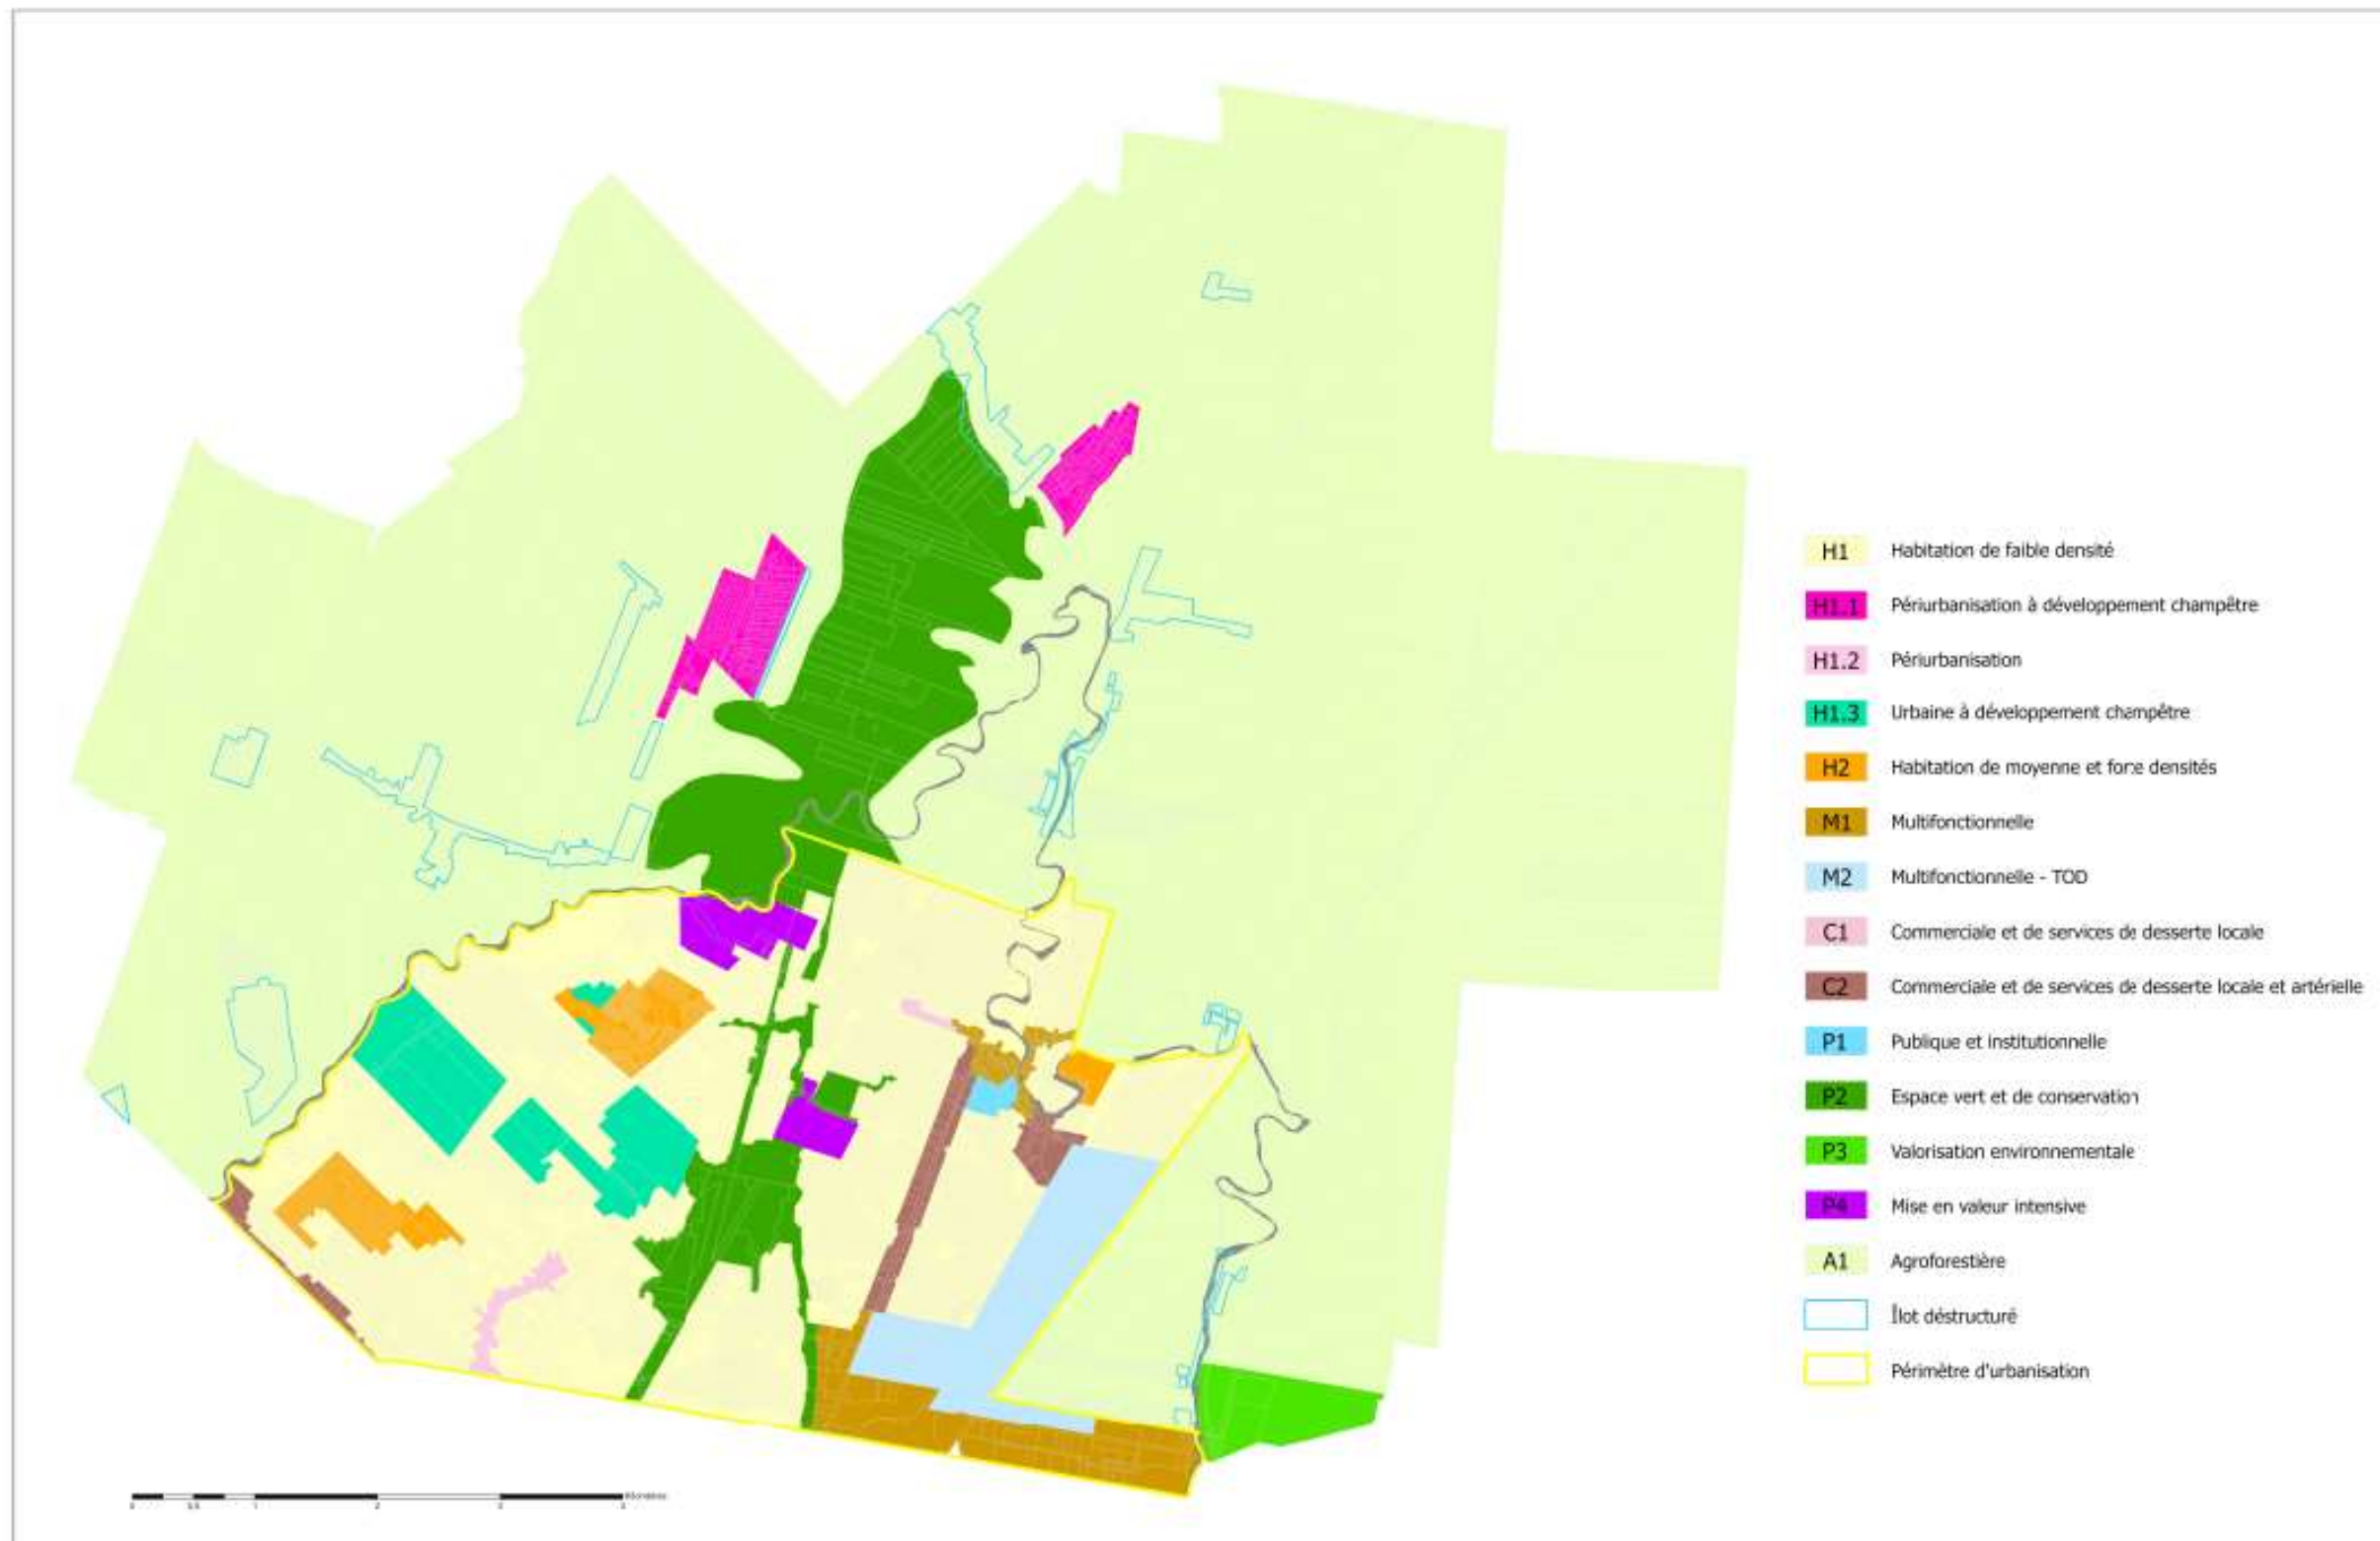 H1 Habitation de faible densité
H1.1 Périurbanisation à développement champêtre
H1.2 Périurbanisation
H1.3 Urbaine à développement champêtre
H2 Habitation de moyenne et forte densités
M1 Multifonctionnelle
M2 Multifonctionnelle - TOD
C1 Commerciale et de services de desserte locale
C2 Commerciale et de services de desserte locale et artérielle
P1 Publique et institutionnelle
P2 Espace vert et de conservation
P3 Valorisation environnementale
P4 Mise en valeur intensive
A1 Agroforestière
Îlot déstructuré
Périmètre d'urbanisation